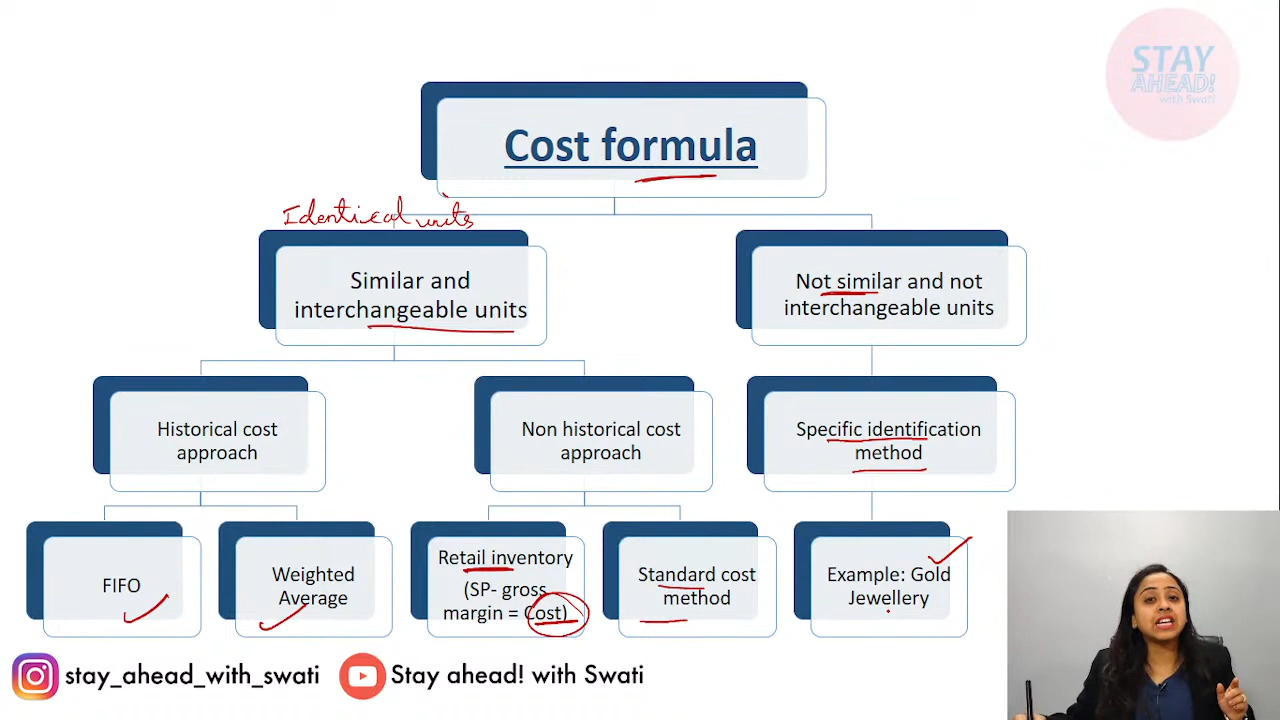 STAY
AHEAD!
with Swati
Cost formula
Identical units
Similar and
interchangeable units
Not similar and not
interchangeable units
Historical cost
approach
Non historical cost
approach
Specific identification
method
FIFO
Weighted
Average
Retail inventory
(SP- gross
margin = Cost)
Standard cost
method
Example: Gold
Jewellery
stay_ahead_with_swati
Stay ahead! with Swati